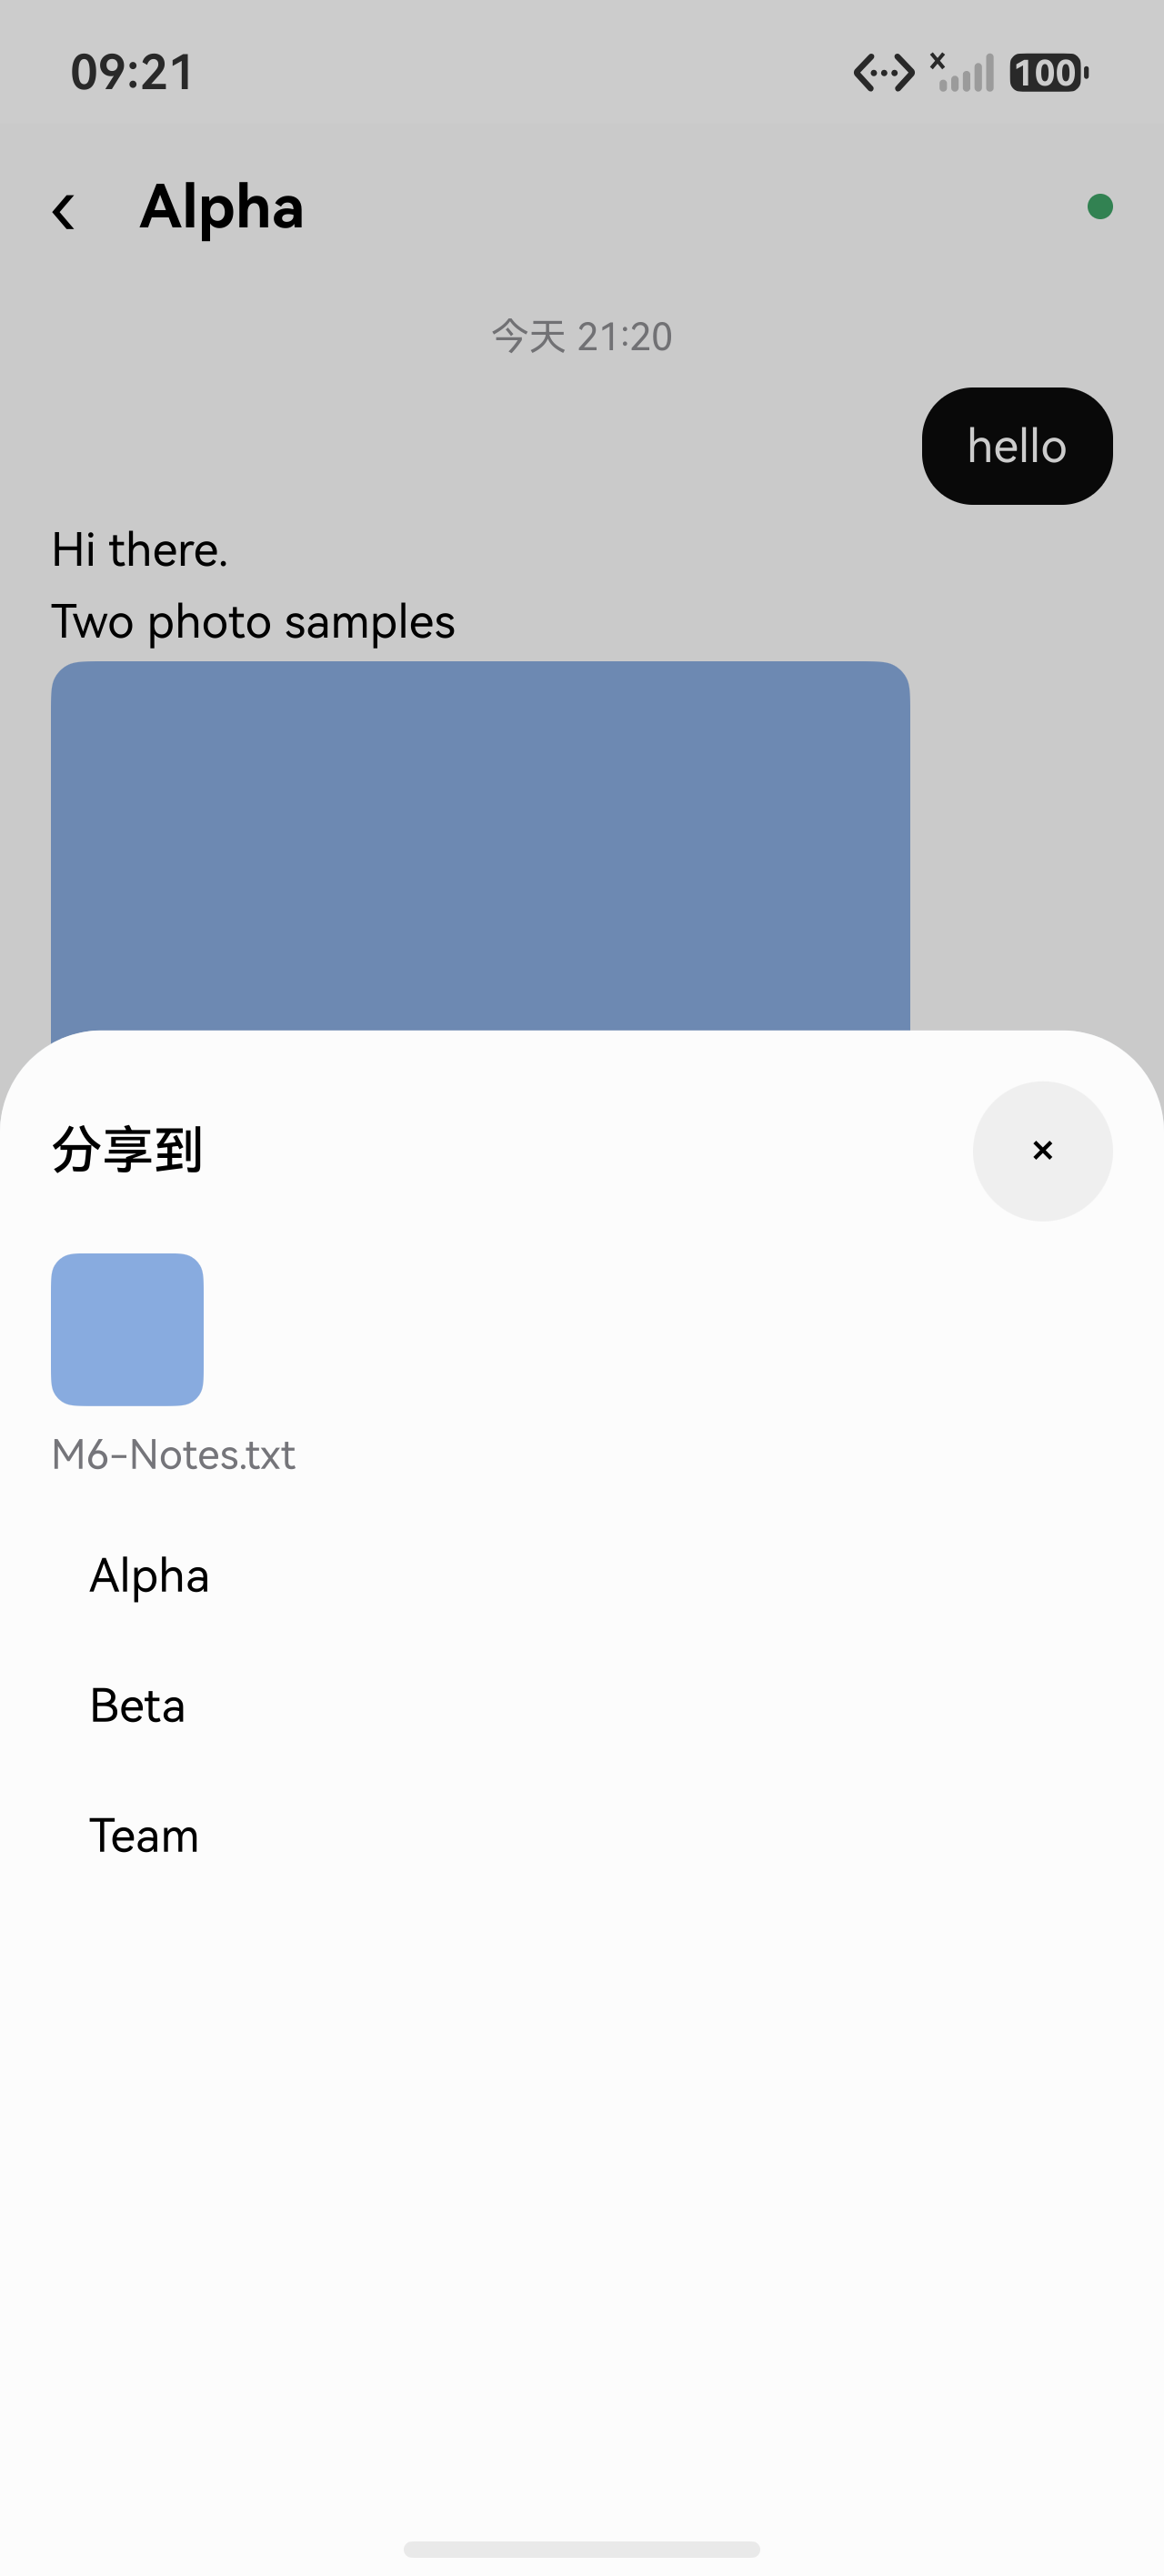 09:21
100
Alpha
今天 21:20
hello
Hi there.
Two photo samples
分享到
M6-Notes.txt
Alpha
Beta
Team